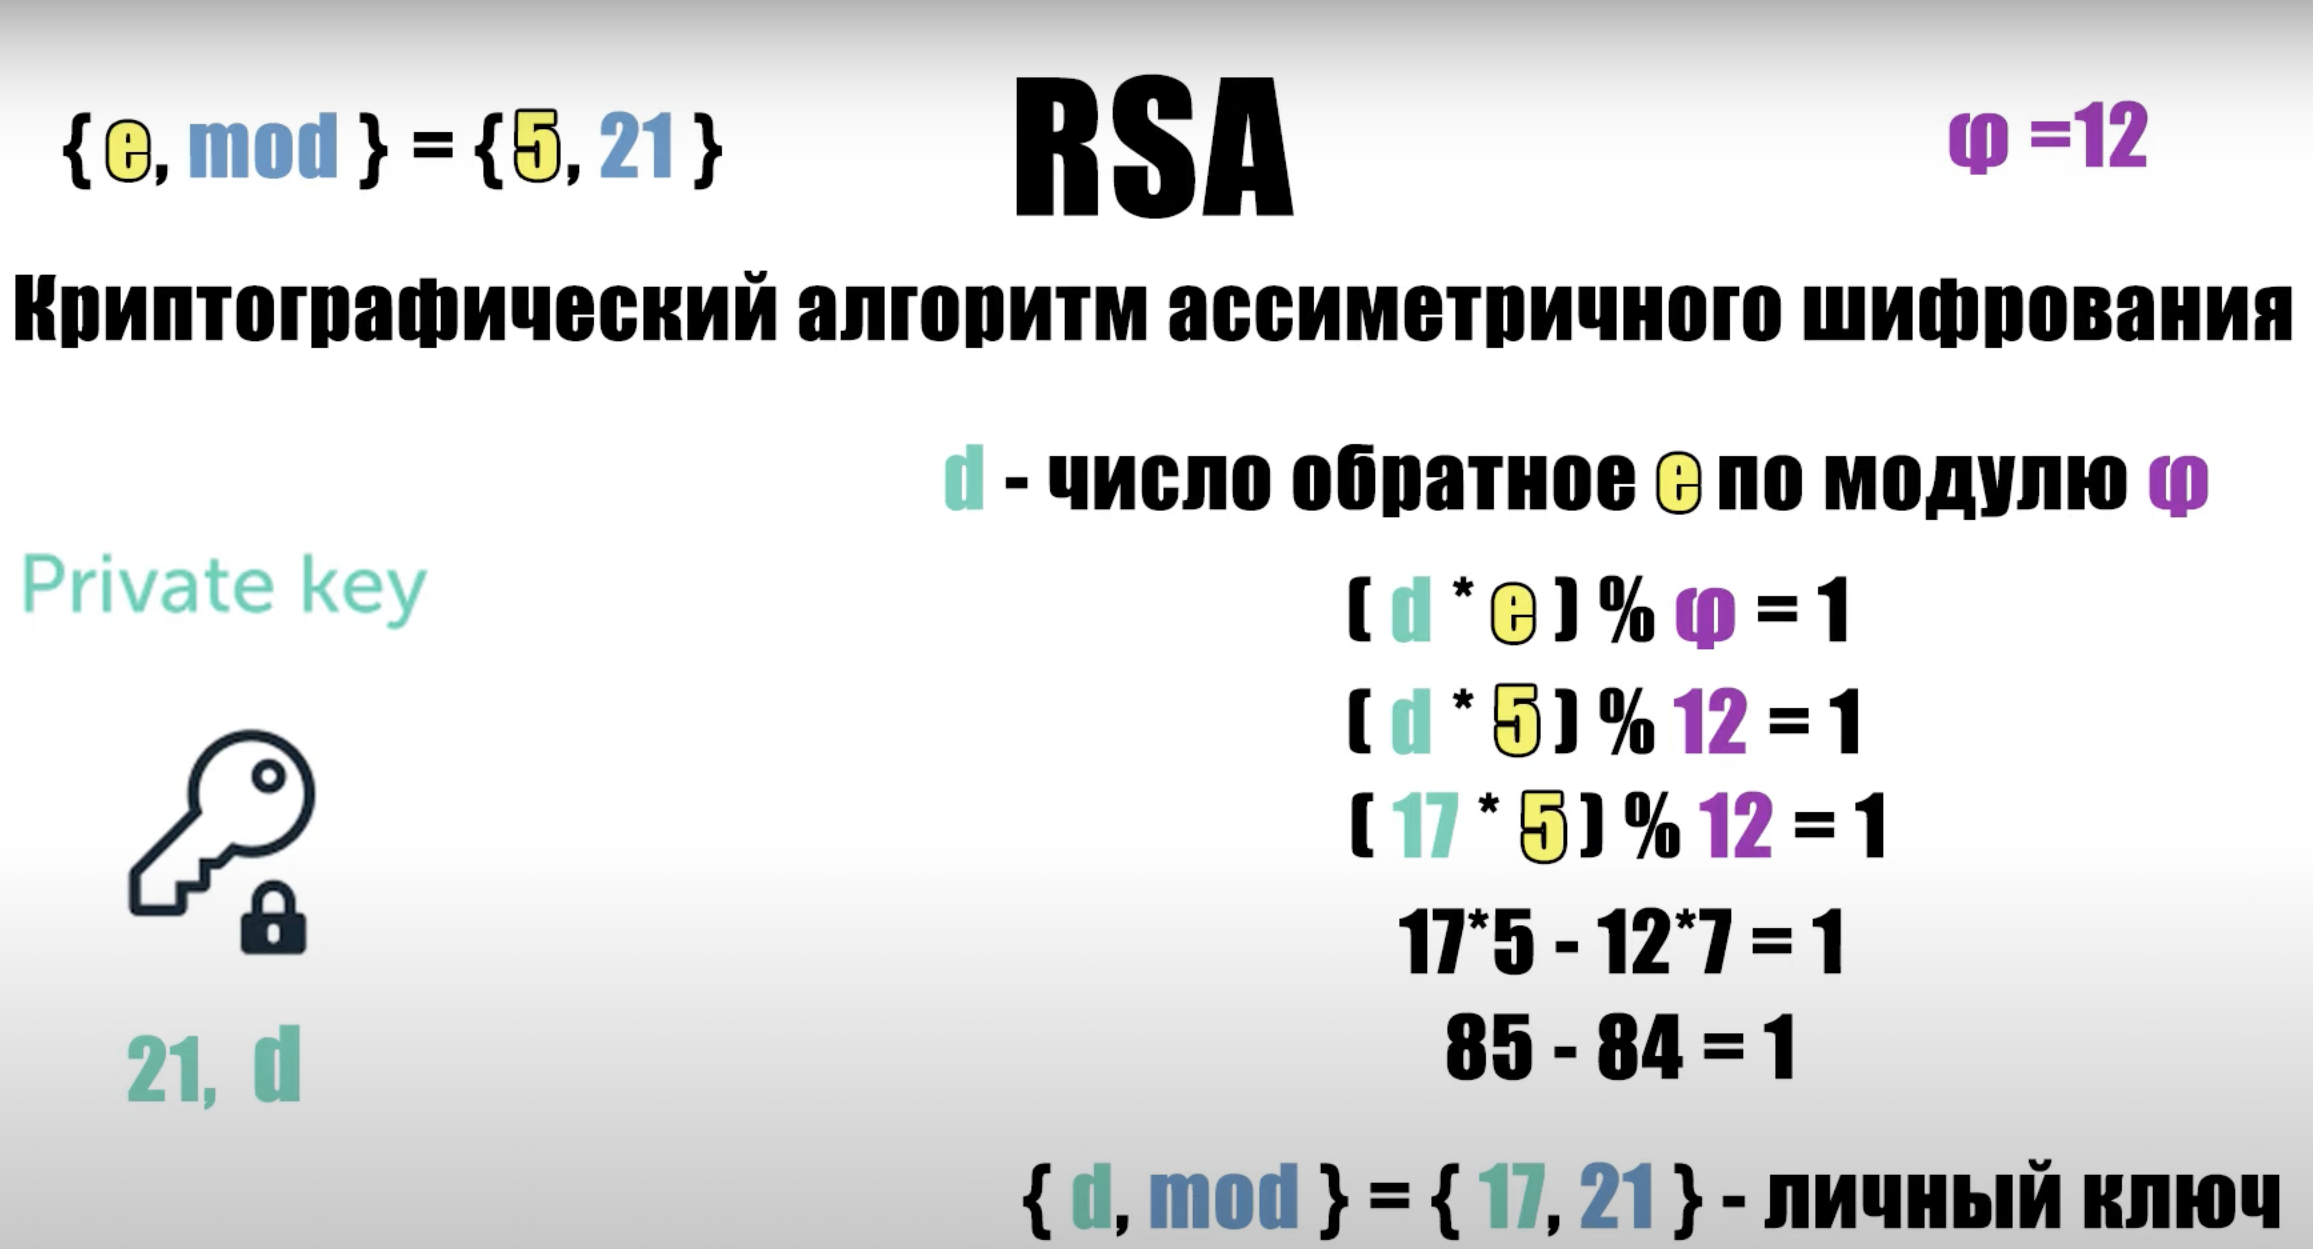 { e, mod } = { 5, 21 }
RSA
φ =12
Криптографический алгоритм ассиметричного шифрования
d - число обратное e по модулю φ
Private key
( d * e ) % φ = 1
( d * 5 ) % 12 = 1
( 17 * 5 ) % 12 = 1
17*5 - 12*7 = 1
85 - 84 = 1
21, d
{ d, mod } = { 17, 21 } - личный ключ